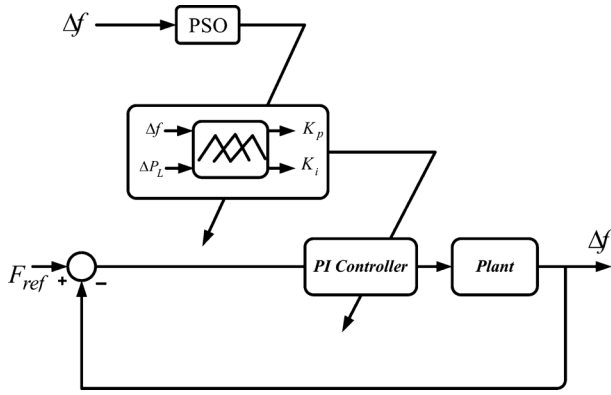 Δf
PSO
Δf
K_p
ΔP_L
K_i
F_ref
+
−
PI Controller
Plant
Δf